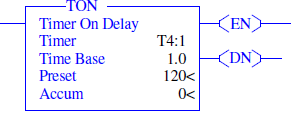 TON
Timer On Delay
EN
Timer T4:1
Time Base 1.0
DN
Preset 120<
Accum 0<